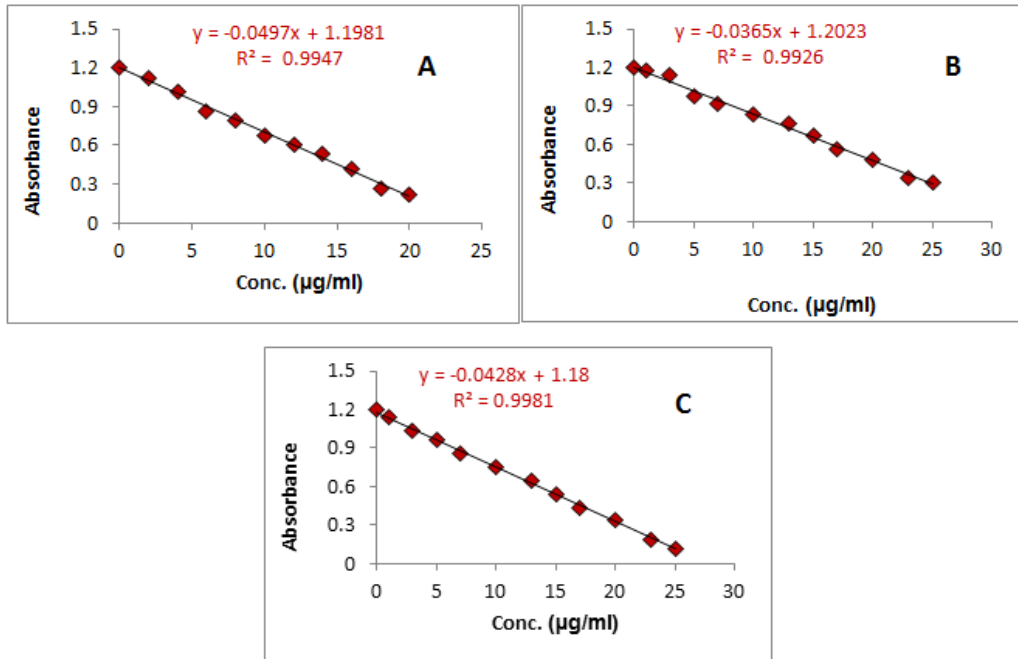 y = -0.0497x + 1.1981
R² = 0.9947
A
1.5
1.2
0.9
0.6
0.3
0
Absorbance
0 5 10 15 20 25
Conc. (µg/ml)
y = -0.0365x + 1.2023
R² = 0.9926
B
1.5
1.2
0.9
0.6
0.3
0
Absorbance
0 5 10 15 20 25 30
Conc. (µg/ml)
y = -0.0428x + 1.18
R² = 0.9981
C
1.5
1.2
0.9
0.6
0.3
0
Absorbance
0 5 10 15 20 25 30
Conc. (µg/ml)